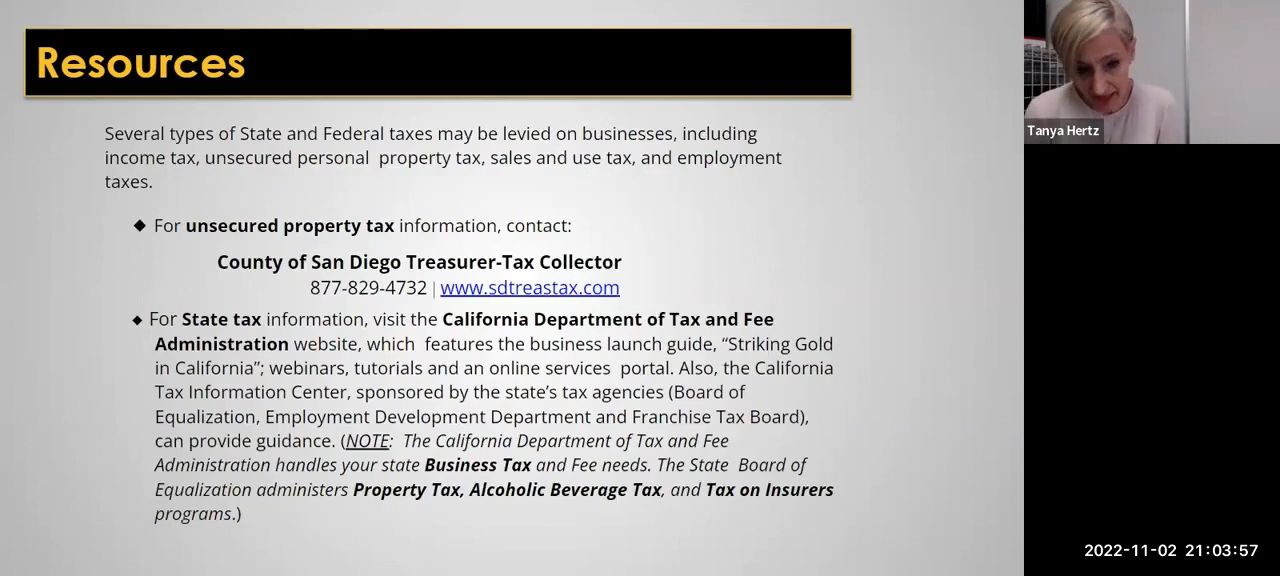 Resources
Several types of State and Federal taxes may be levied on businesses, including
income tax, unsecured personal property tax, sales and use tax, and employment
taxes.
◆ For unsecured property tax information, contact:
County of San Diego Treasurer-Tax Collector
877-829-4732 | www.sdtreastax.com
◆ For State tax information, visit the California Department of Tax and Fee
Administration website, which features the business launch guide, “Striking Gold
in California”; webinars, tutorials and an online services portal. Also, the California
Tax Information Center, sponsored by the state’s tax agencies (Board of
Equalization, Employment Development Department and Franchise Tax Board),
can provide guidance. (NOTE: The California Department of Tax and Fee
Administration handles your state Business Tax and Fee needs. The State Board of
Equalization administers Property Tax, Alcoholic Beverage Tax, and Tax on Insurers
programs.)
Tanya Hertz
2022-11-02 21:03:57